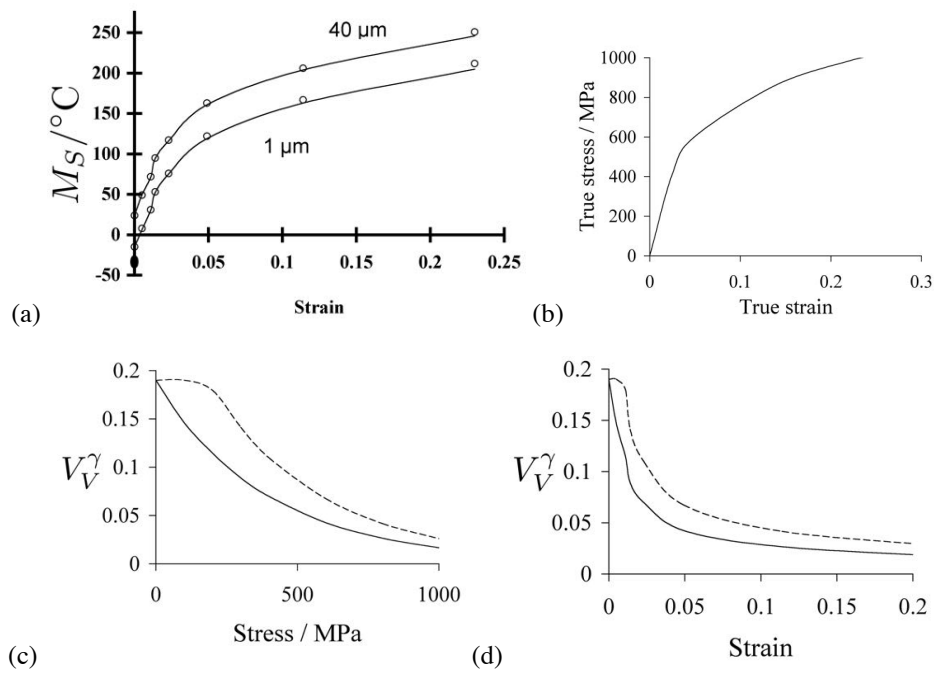 250
200
150
100
50
0
-50
M_S/°C
40 µm
1 µm
0.05
0.1
0.15
0.2
0.25
Strain
(a)
1000
800
600
400
200
0
True stress / MPa
0
0.1
0.2
0.3
True strain
(b)
0.2
0.15
0.1
0.05
0
V_V^γ
0
500
1000
Stress / MPa
(c)
0.2
0.15
0.1
0.05
0
V_V^γ
0
0.05
0.1
0.15
0.2
Strain
(d)